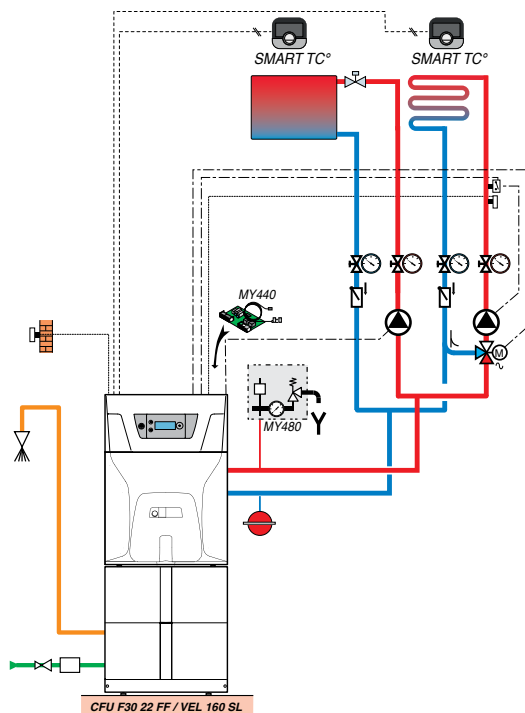 SMART TC° SMART TC°
MY440
M
MY480
CFU F30 22 FF / VEL 160 SL